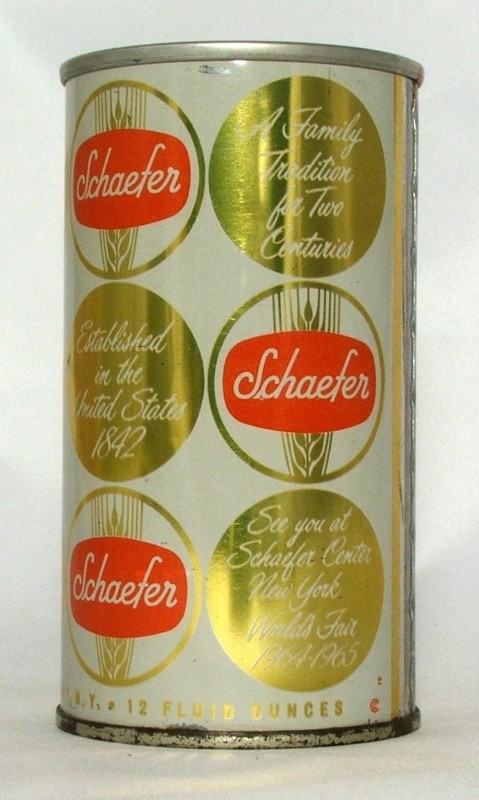 Schaefer
A Family
Tradition
for Two
Centuries
Established
in the
United States
1842
Schaefer
Schaefer
See you at
Schaefer Center
New York
World's Fair
1964-1965
N.Y. 12 FLUID OUNCES
C